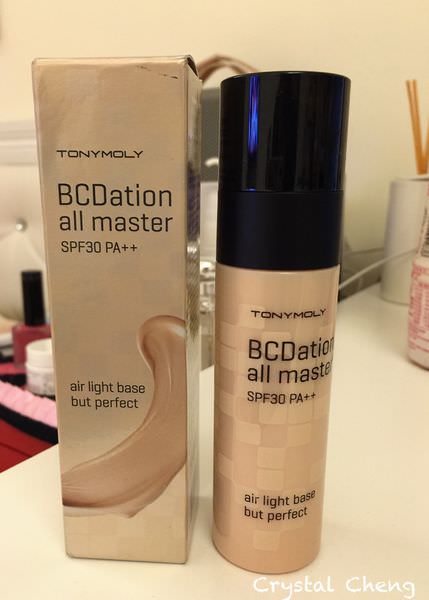 TONYMOLY
BCDation
all master
SPF30 PA++
air light base
but perfect
TONYMOLY
BCDation
all master
SPF30 PA++
air light base
but perfect
Crystal Cheng